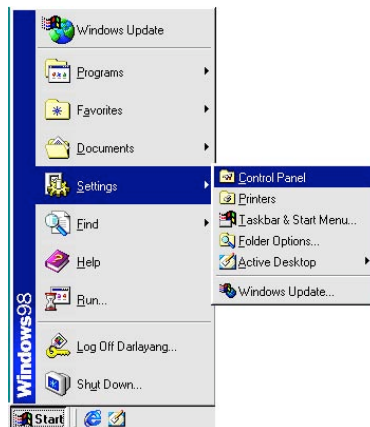 Windows Update
Programs
Favorites
Documents
Settings
Find
Help
Run...
Log Off Darlayang...
Shut Down...
Windows98
Start
Control Panel
Printers
Taskbar & Start Menu...
Folder Options...
Active Desktop
Windows Update...